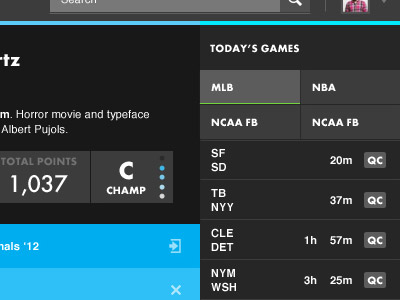 Search
rtz
m. Horror movie and typeface
Albert Pujols.
TOTAL POINTS
1,037
C
CHAMP
nals '12
TODAY'S GAMES
MLB
NBA
NCAA FB
NCAA FB
SF
SD
20m QC
TB
NYY
37m QC
CLE
DET
1h 57m QC
NYM
WSH
3h 25m QC